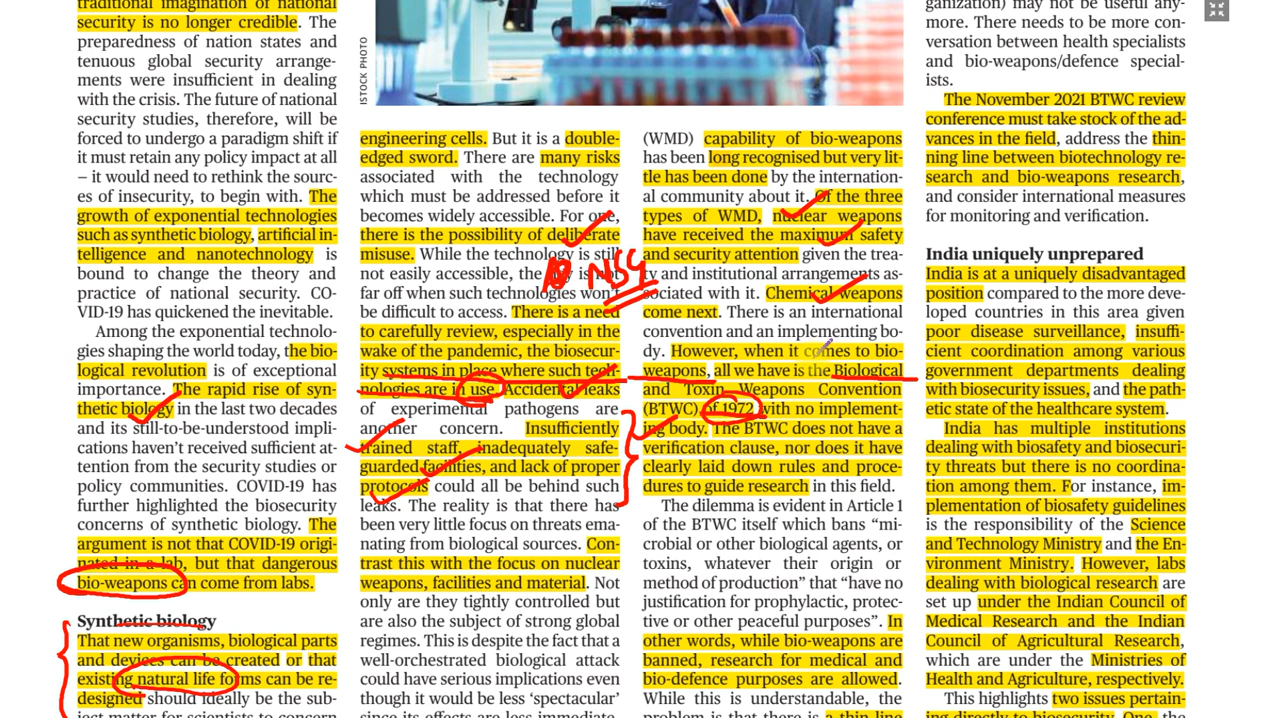 traditional imagination of national
security is no longer credible. The
preparedness of nation states and
tenuous global security arrange-
ments were insufficient in dealing
with the crisis. The future of national
security studies, therefore, will be
forced to undergo a paradigm shift if
it must retain any policy impact at all
– it would need to rethink the sourc-
es of insecurity, to begin with. The
growth of exponential technologies
such as synthetic biology, artificial in-
telligence and nanotechnology is
bound to change the theory and
practice of national security. CO-
VID-19 has quickened the inevitable.
Among the exponential technolo-
gies shaping the world today, the bio-
logical revolution is of exceptional
importance. The rapid rise of syn-
thetic biology in the last two decades
and its still-to-be-understood impli-
cations haven't received sufficient at-
tention from the security studies or
policy communities. COVID-19 has
further highlighted the biosecurity
concerns of synthetic biology. The
argument is not that COVID-19 origi-
nated in a lab, but that dangerous
bio-weapons can come from labs.
Synthetic biology
That new organisms, biological parts
and devices can be created or that
existing natural life forms can be re-
designed should ideally be the sub-
ject matter for scientists to concern
ISTOCK PHOTO
engineering cells. But it is a double-
edged sword. There are many risks
associated with the technology
which must be addressed before it
becomes widely accessible. For one,
there is the possibility of deliberate
misuse. While the technology is still
not easily accessible, the day is not
far off when such technologies won't
be difficult to access. There is a need
to carefully review, especially in the
wake of the pandemic, the biosecur-
ity systems in place where such tech-
nologies are in use. Accidental leaks
of experimental pathogens are
another concern. Insufficiently
trained staff, inadequately safe-
guarded facilities, and lack of proper
protocols could all be behind such
leaks. The reality is that there has
been very little focus on threats ema-
nating from biological sources. Con-
trast this with the focus on nuclear
weapons, facilities and material. Not
only are they tightly controlled but
are also the subject of strong global
regimes. This is despite the fact that a
well-orchestrated biological attack
could have serious implications even
though it would be less 'spectacular'
since its effects are less immediate.
NSG
(WMD) capability of bio-weapons
has been long recognised but very lit-
tle has been done by the internation-
al community about it. Of the three
types of WMD, nuclear weapons
have received the maximum safety
and security attention given the trea-
ty and institutional arrangements as-
sociated with it. Chemical weapons
come next. There is an international
convention and an implementing bo-
dy. However, when it comes to bio-
weapons, all we have is the Biological
and Toxin Weapons Convention
(BTWC) of 1972 with no implement-
ing body. The BTWC does not have a
verification clause, nor does it have
clearly laid down rules and proce-
dures to guide research in this field.
The dilemma is evident in Article 1
of the BTWC itself which bans “mi-
crobial or other biological agents, or
toxins, whatever their origin or
method of production” that “have no
justification for prophylactic, protec-
tive or other peaceful purposes”. In
other words, while bio-weapons are
banned, research for medical and
bio-defence purposes are allowed.
While this is understandable, the
problem is that there is a thin line
ganization) may not be useful any-
more. There needs to be more con-
versation between health specialists
and bio-weapons/defence special-
ists.
The November 2021 BTWC review
conference must take stock of the ad-
vances in the field, address the thin-
ning line between biotechnology re-
search and bio-weapons research,
and consider international measures
for monitoring and verification.
India uniquely unprepared
India is at a uniquely disadvantaged
position compared to the more deve-
loped countries in this area given
poor disease surveillance, insuffi-
cient coordination among various
government departments dealing
with biosecurity issues, and the path-
etic state of the healthcare system.
India has multiple institutions
dealing with biosafety and biosecuri-
ty threats but there is no coordina-
tion among them. For instance, im-
plementation of biosafety guidelines
is the responsibility of the Science
and Technology Ministry and the En-
vironment Ministry. However, labs
dealing with biological research are
set up under the Indian Council of
Medical Research and the Indian
Council of Agricultural Research,
which are under the Ministries of
Health and Agriculture, respectively.
This highlights two issues pertain-
ing directly to biosecurity. One, the